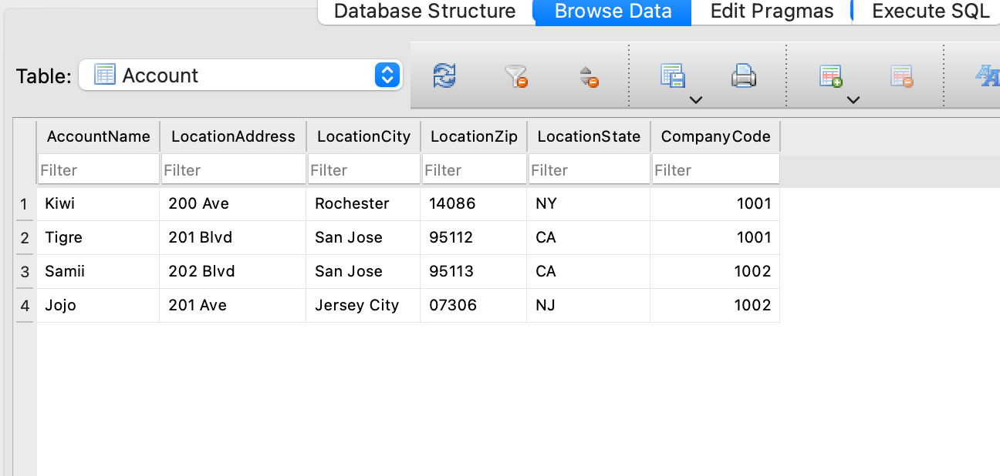 Database Structure Browse Data Edit Pragmas Execute SQL
Table: Account
AccountName LocationAddress LocationCity LocationZip LocationState CompanyCode
Filter Filter Filter Filter Filter Filter
1 Kiwi 200 Ave Rochester 14086 NY 1001
2 Tigre 201 Blvd San Jose 95112 CA 1001
3 Samii 202 Blvd San Jose 95113 CA 1002
4 Jojo 201 Ave Jersey City 07306 NJ 1002